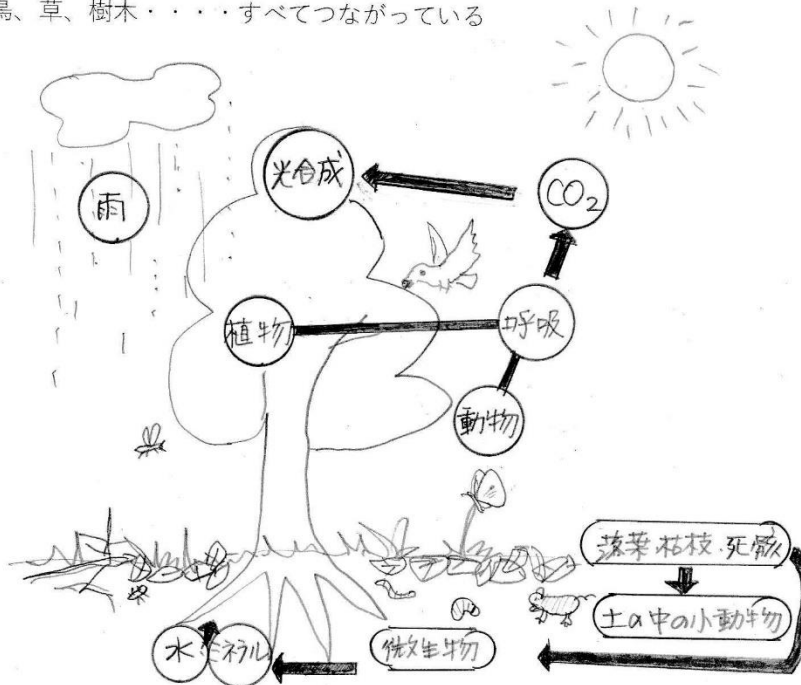 鳥、草、樹木・・・・すべてつながっている
光合成
CO₂
雨
植物
呼吸
動物
落葉・枯枝・死骸
土の中の小動物
水
ミネラル
微生物